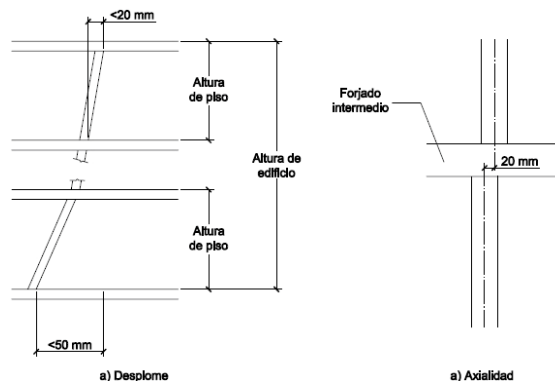 <20 mm
Altura
de piso
Altura de
edificio
Altura
de piso
<50 mm
a) Desplome
Forjado
intermedio
20 mm
a) Axialidad